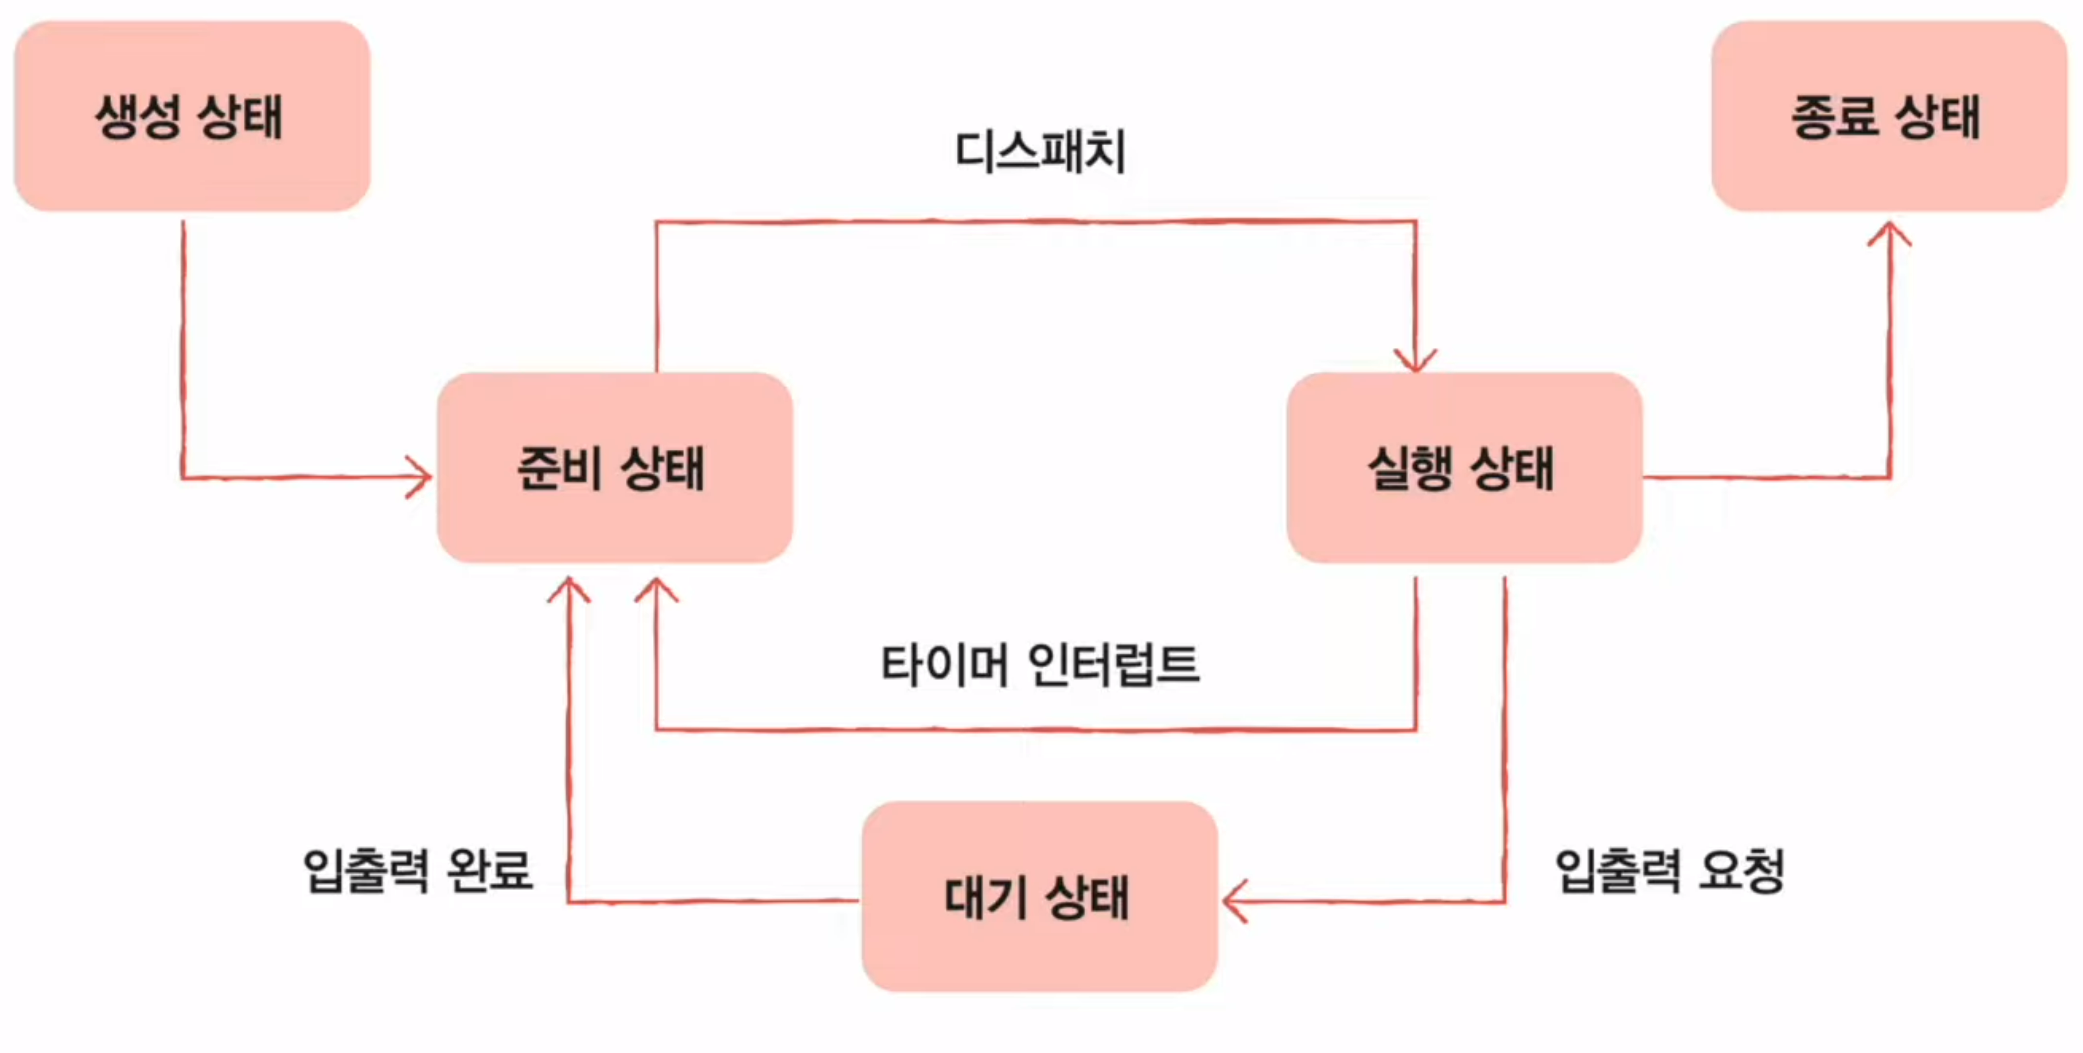 생성 상태
종료 상태
디스패치
준비 상태
실행 상태
타이머 인터럽트
입출력 완료
대기 상태
입출력 요청